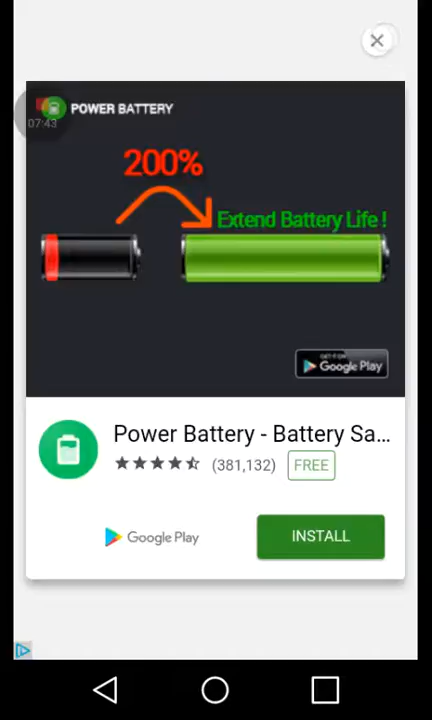 POWER BATTERY
07:43
200%
Extend Battery Life !
GET IT ON
Google Play
Power Battery - Battery Sa...
(381,132) FREE
Google Play
INSTALL